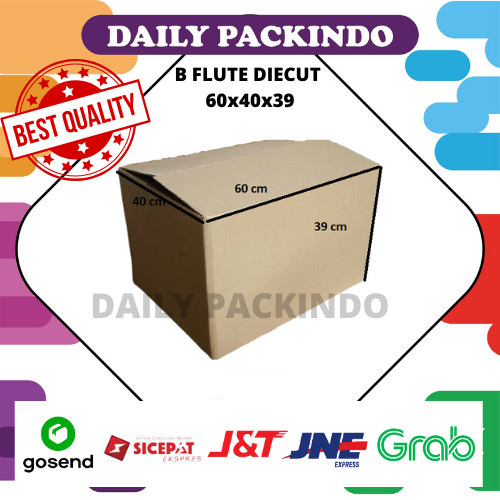 DAILY PACKINDO
B FLUTE DIECUT
60x40x39
BEST QUALITY
60 cm
40 cm
39 cm
DAILY PACKINDO
gosend
SICEPAT
EKSPRES
J&T
JNE
EXPRESS
Grab